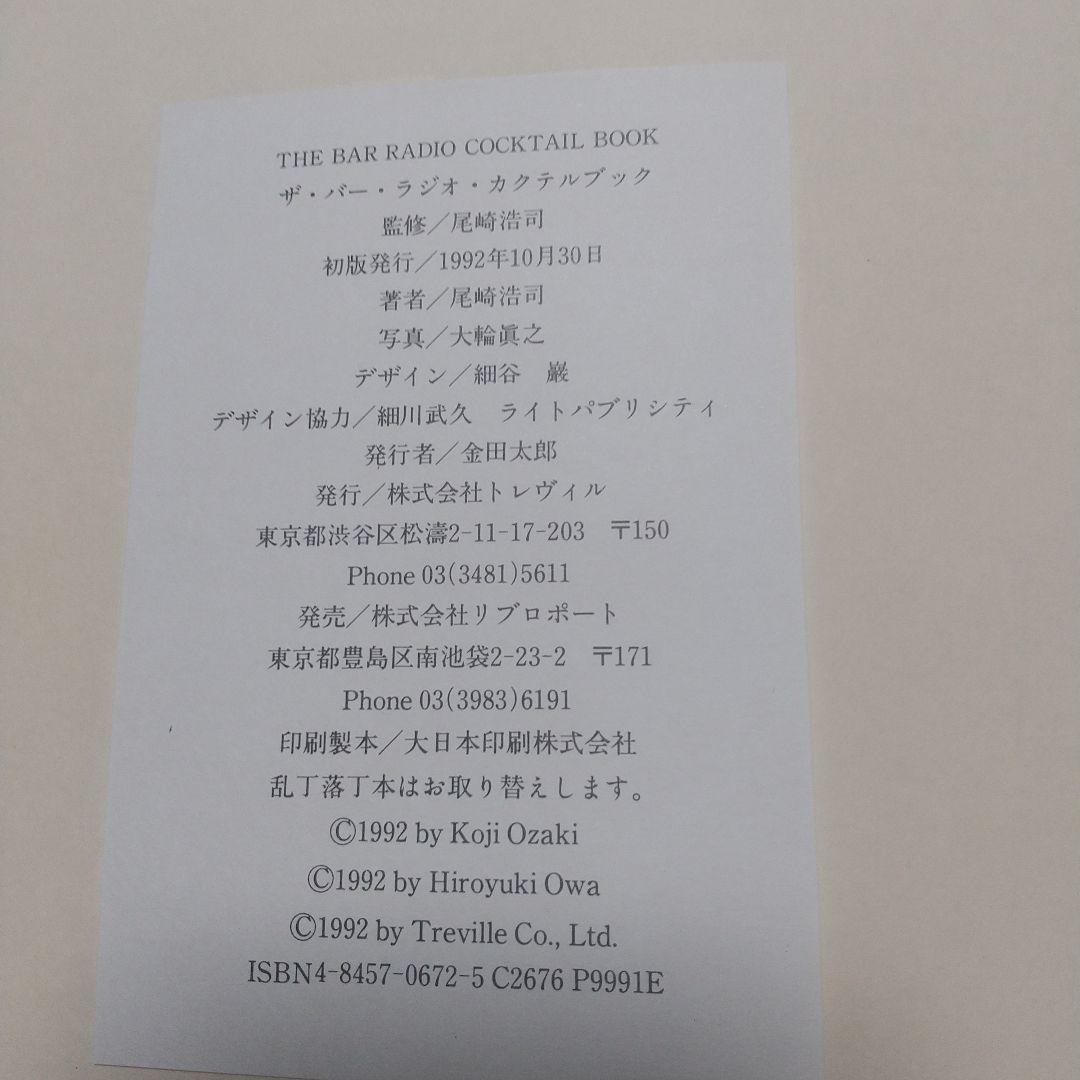 THE BAR RADIO COCKTAIL BOOK
ザ・バー・ラジオ・カクテルブック
監修／尾崎浩司
初版発行／1992年10月30日
著者／尾崎浩司
写真／大輪眞之
デザイン／細谷　巖
デザイン協力／細川武久　ライトパブリシティ
発行者／金田太郎
発行／株式会社トレヴィル
東京都渋谷区松濤2-11-17-203　〒150
Phone 03(3481)5611
発売／株式会社リブロポート
東京都豊島区南池袋2-23-2　〒171
Phone 03(3983)6191
印刷製本／大日本印刷株式会社
乱丁落丁本はお取り替えします。
©1992 by Koji Ozaki
©1992 by Hiroyuki Owa
©1992 by Treville Co., Ltd.
ISBN4-8457-0672-5 C2676 P9991E